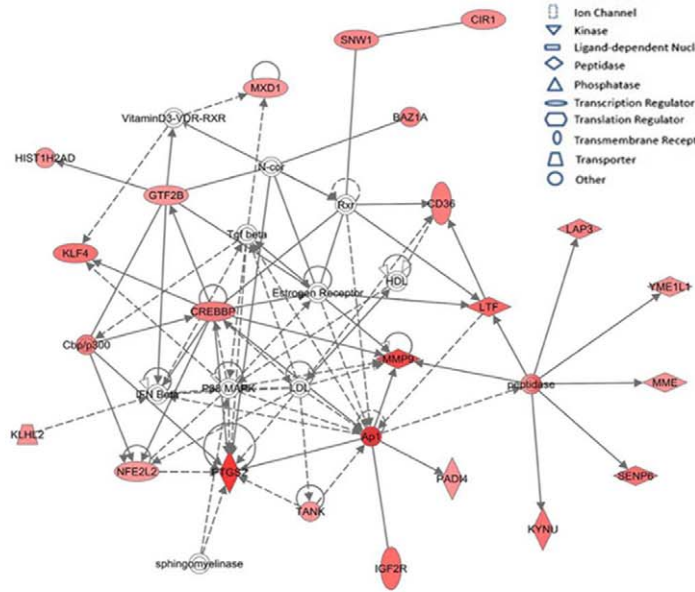 CIR1
SNW1
MXD1
VitaminD3-VDR-RXR
BAZ1A
HIST1H2AD
N-cor
GTF2B
Rxr
CD36
Tgf beta
LAP3
KLF4
HDL
YME1L1
Estrogen Receptor
CREBBP
LTF
Cbp/p300
MMP9
P38 MAPK
LDL
IFN Beta
peptidase
MME
KLHL2
Ap1
NFE2L2
PTGS2
PADI4
SENP6
TANK
KYNU
sphingomyelinase
IGF2R
Ion Channel
Kinase
Ligand-dependent Nucl
Peptidase
Phosphatase
Transcription Regulator
Translation Regulator
Transmembrane Recept
Transporter
Other